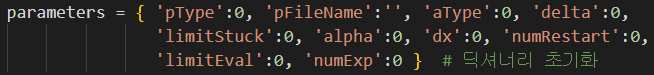 parameters = { 'pType':0, 'pFileName':'', 'aType':0, 'delta':0,
'limitStuck':0, 'alpha':0, 'dx':0, 'numRestart':0,
'limitEval':0, 'numExp':0 }  # 딕셔너리 초기화